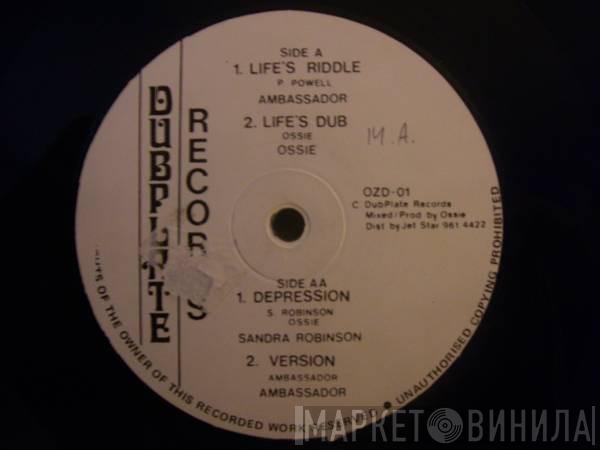 DUBPLATE
RECORDS
SIDE A
1. LIFE'S RIDDLE
P. POWELL
AMBASSADOR
2. LIFE'S DUB
OSSIE
OSSIE
M.A.
OZD-01
C DubPlate Records
Mixed/Prod by Ossie
Dist by Jet Star 961 4422
SIDE AA
1. DEPRESSION
S. ROBINSON
OSSIE
SANDRA ROBINSON
2. VERSION
AMBASSADOR
AMBASSADOR
OF THE OWNER OF THIS RECORDED WORK RESERVED ● UNAUTHORISED COPYING PROHIBITED
МАРКЕТ ВИНИЛА